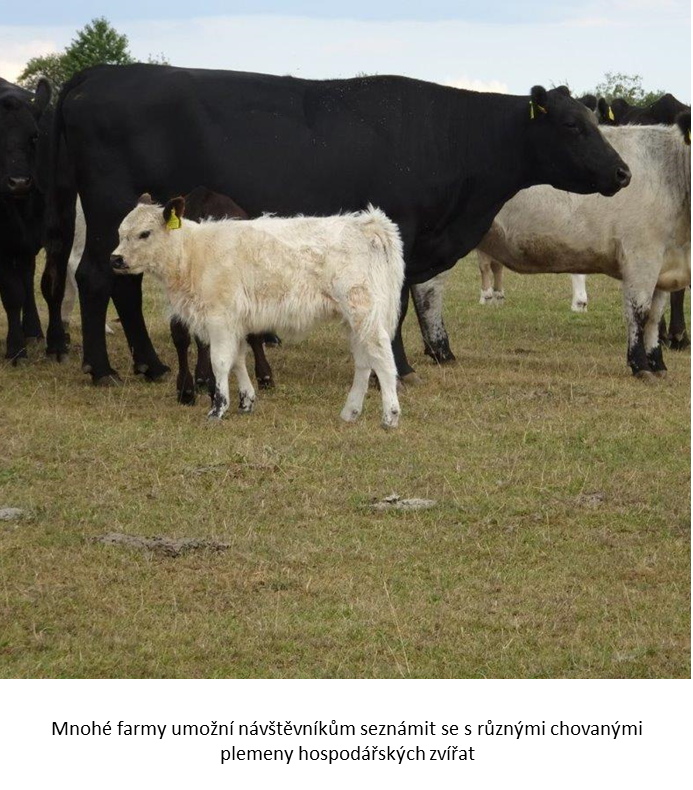 Mnohé farmy umožní návštěvníkům seznámit se s různými chovanými
plemeny hospodářských zvířat